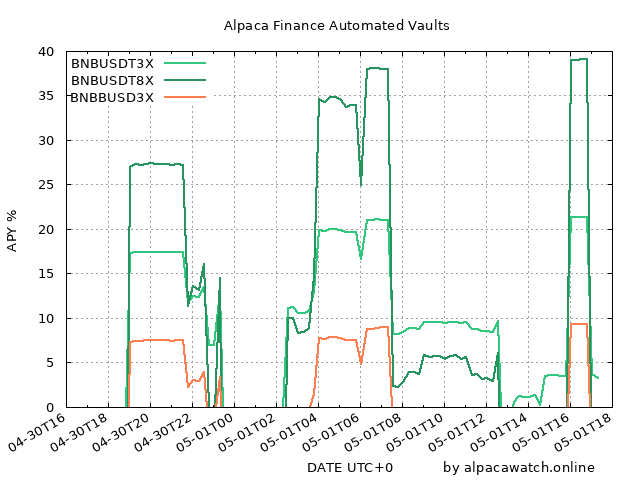 Alpaca Finance Automated Vaults
40
35
30
25
20
15
10
5
0
APY %
BNBUSDT3X
BNBUSDT8X
BNBBUSD3X
04-30T16
04-30T18
04-30T20
04-30T22
05-01T00
05-01T02
05-01T04
05-01T06
05-01T08
05-01T10
05-01T12
05-01T14
05-01T16
05-01T18
DATE UTC+0
by alpacawatch.online